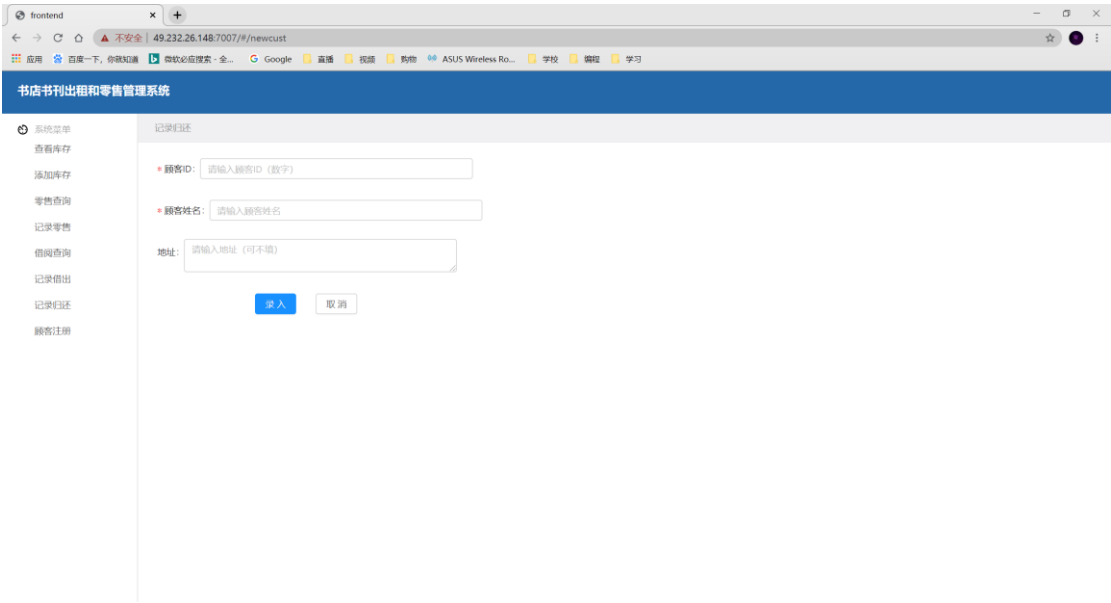 frontend
不安全 | 49.232.26.148:7007/#/newcust
应用 百度一下，你就知道 微软必应搜索 - 全... Google 直播 视频 购物 ASUS Wireless Ro... 学校 编程 学习
书店书刊出租和零售管理系统
系统菜单
查看库存
添加库存
零售查询
记录零售
借阅查询
记录借出
记录归还
顾客注册
记录归还
* 顾客ID： 请输入顾客ID（数字）
* 顾客姓名： 请输入顾客姓名
地址： 请输入地址（可不填）
录入 取消